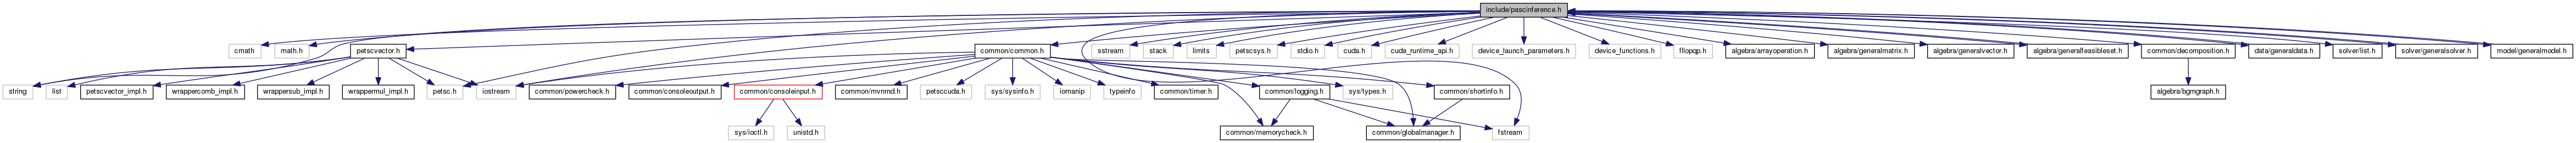 include/pascinference.h
cmath
math.h
petscvector.h
common/common.h
sstream
stack
limits
petscsys.h
stdio.h
cuda.h
cuda_runtime_api.h
device_launch_parameters.h
device_functions.h
fllopqp.h
algebra/arrayoperation.h
algebra/generalmatrix.h
algebra/generalvector.h
algebra/generalfeasibleset.h
common/decomposition.h
data/generaldata.h
solver/list.h
solver/generalsolver.h
model/generalmodel.h
string
list
petscvector_impl.h
wrappercomb_impl.h
wrappersub_impl.h
wrappermul_impl.h
petsc.h
iostream
common/powercheck.h
common/consoleoutput.h
common/consoleinput.h
common/mvnrnd.h
petsccuda.h
sys/sysinfo.h
iomanip
typeinfo
common/timer.h
common/logging.h
sys/types.h
common/shortinfo.h
algebra/bgmgraph.h
sys/ioctl.h
unistd.h
common/memorycheck.h
common/globalmanager.h
fstream